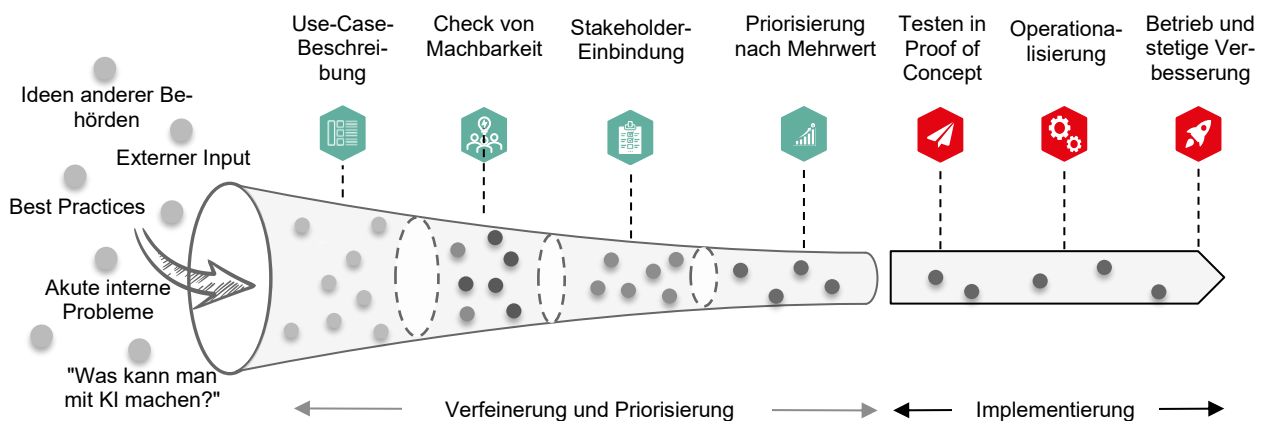 Use-Case-
Beschrei-
bung
Check von
Machbarkeit
Stakeholder-
Einbindung
Priorisierung
nach Mehrwert
Testen in
Proof of
Concept
Operationa-
lisierung
Betrieb und
stetige Ver-
besserung
Ideen anderer Be-
hörden
Externer Input
Best Practices
Akute interne
Probleme
"Was kann man
mit KI machen?"
Verfeinerung und Priorisierung
Implementierung